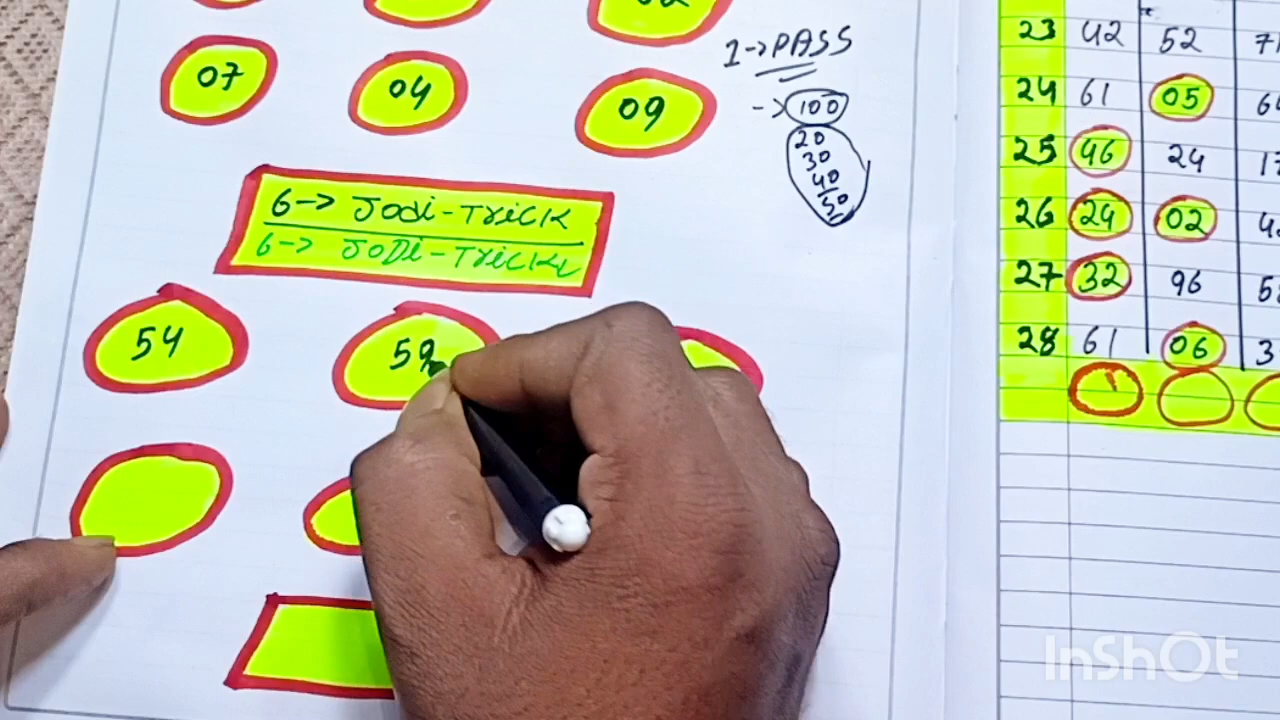 07 04 09
1->PASS
->100
20
30
40
6-> Jodi-Trick
6-> JODi-Trick
54 59
23 42 52
24 61 05
25 46 24
26 24 02
27 32 96
28 61 06
InShOt